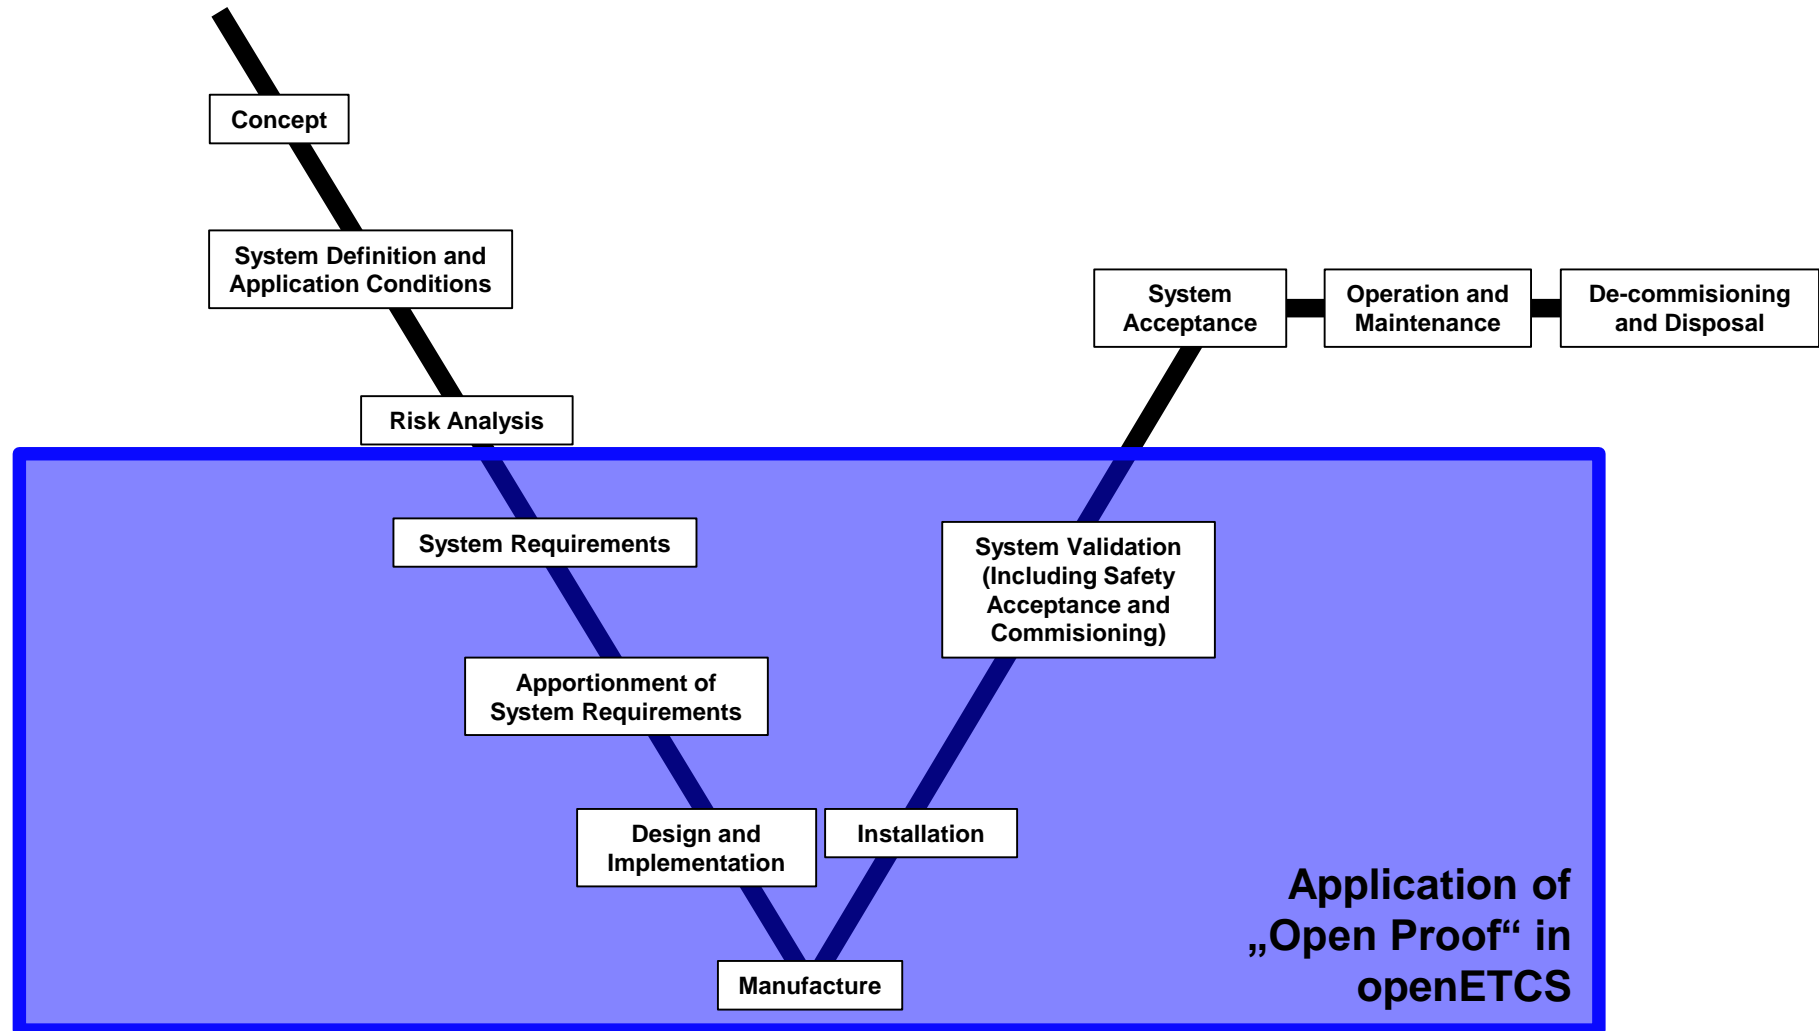 Concept
System Definition and
Application Conditions
Risk Analysis
System Requirements
Apportionment of
System Requirements
Design and
Implementation
Manufacture
Installation
System Validation
(Including Safety
Acceptance and
Commisioning)
System
Acceptance
Operation and
Maintenance
De-commisioning
and Disposal
Application of
„Open Proof“ in
openETCS